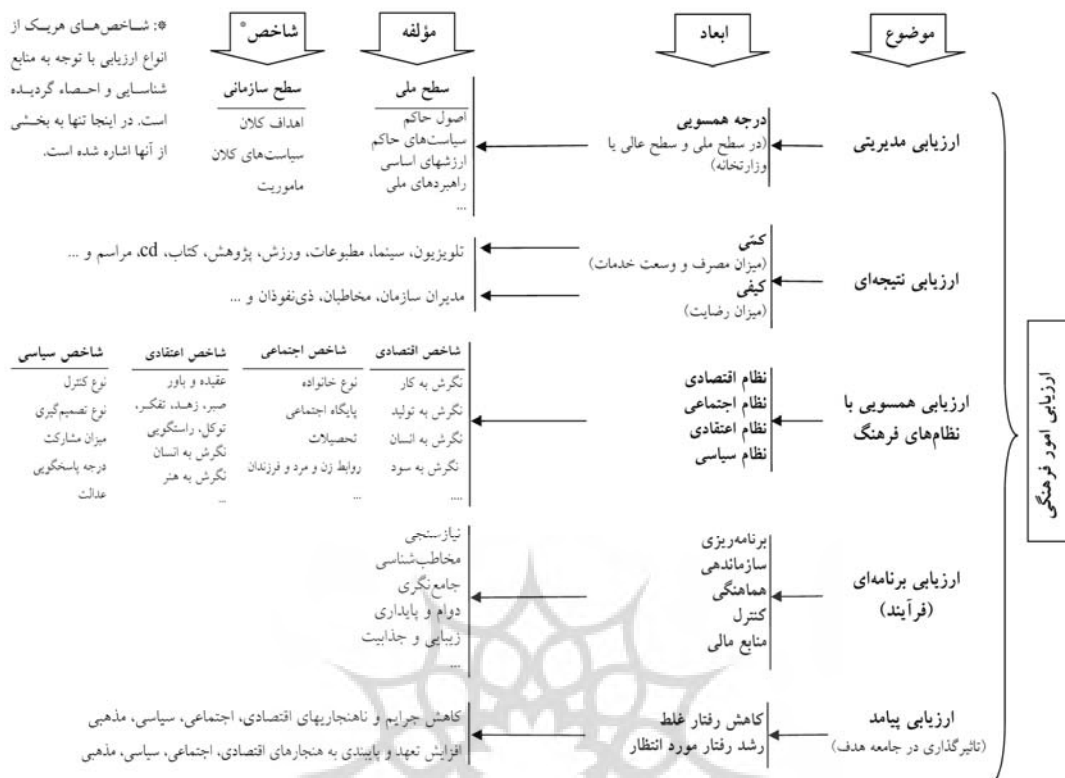 موضوع
ابعاد
مؤلفه
شاخص*
*: شــاخص‌هــای هریــک از
انواع ارزیابی با توجه به منابع
شناســایی و احصــاء گردیــده
است. در اینجا تنها به بخشـی
از آنها اشاره شده است.
ارزیابی امور فرهنگی
ارزیابی مدیریتی
درجه همسویی
(در سطح ملی و سطح عالی یا
وزارتخانه)
سطح ملی
اصول حاکم
سیاست‌های حاکم
ارزشهای اساسی
راهبردهای ملی
...
سطح سازمانی
اهداف کلان
سیاست‌های کلان
ماموریت
ارزیابی نتیجه‌ای
کمّی
(میزان مصرف و وسعت خدمات)
کیفی
(میزان رضایت)
تلویزیون، سینما، مطبوعات، ورزش، پژوهش، کتاب، cd، مراسم و ...
مدیران سازمان، مخاطبان، ذی‌نفوذان و ...
ارزیابی همسویی با
نظام‌های فرهنگ
نظام اقتصادی
نظام اجتماعی
نظام اعتقادی
نظام سیاسی
شاخص اقتصادی
نگرش به کار
نگرش به تولید
نگرش به انسان
نگرش به سود
....
شاخص اجتماعی
نوع خانواده
پایگاه اجتماعی
تحصیلات
روابط زن و مرد و فرزندان
...
شاخص اعتقادی
عقیده و باور
صبر، زهـد، تفکـر،
توکل، راستگویی
نگرش به انسان
نگرش به هنر
...
شاخص سیاسی
نوع کنترل
نوع تصمیم‌گیری
میزان مشارکت
درجه پاسخگویی
عدالت
ارزیابی برنامه‌ای
(فرآیند)
برنامه‌ریزی
سازماندهی
هماهنگی
کنترل
منابع مالی
نیازسنجی
مخاطب‌شناسی
جامع‌نگری
دوام و پایداری
زیبایی و جذابیت
...
ارزیابی پیامد
(تاثیرگذاری در جامعه هدف)
کاهش رفتار غلط
رشد رفتار مورد انتظار
کاهش جرایم و ناهنجاریهای اقتصادی، اجتماعی، سیاسی، مذهبی
افزایش تعهد و پایبندی به هنجارهای اقتصادی، اجتماعی، سیاسی، مذهبی